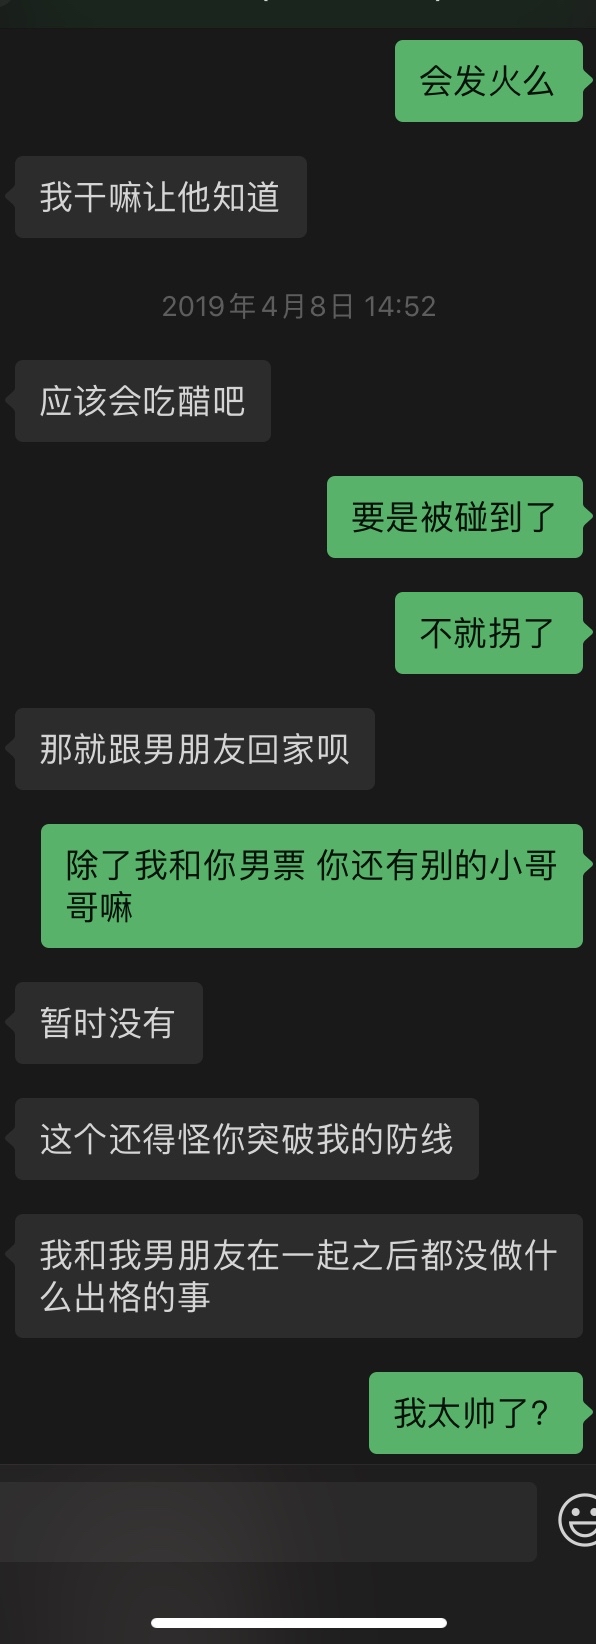 会发火么
我干嘛让他知道
2019年4月8日 14:52
应该会吃醋吧
要是被碰到了
不就拐了
那就跟男朋友回家呗
除了我和你男票 你还有别的小哥
哥嘛
暂时没有
这个还得怪你突破我的防线
我和我男朋友在一起之后都没做什
么出格的事
我太帅了?